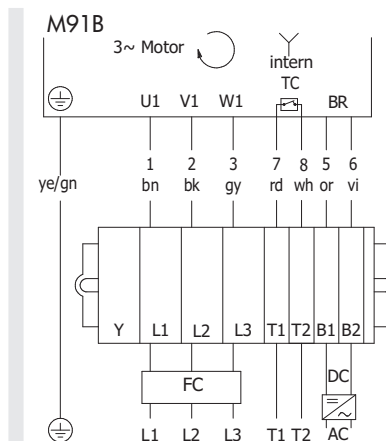 M91B
3~ Motor
intern
TC
U1 V1 W1 BR
1 2 3 7 8 5 6
ye/gn bn bk gy rd wh or vi
Y L1 L2 L3 T1 T2 B1 B2
FC DC
L1 L2 L3 T1 T2 AC